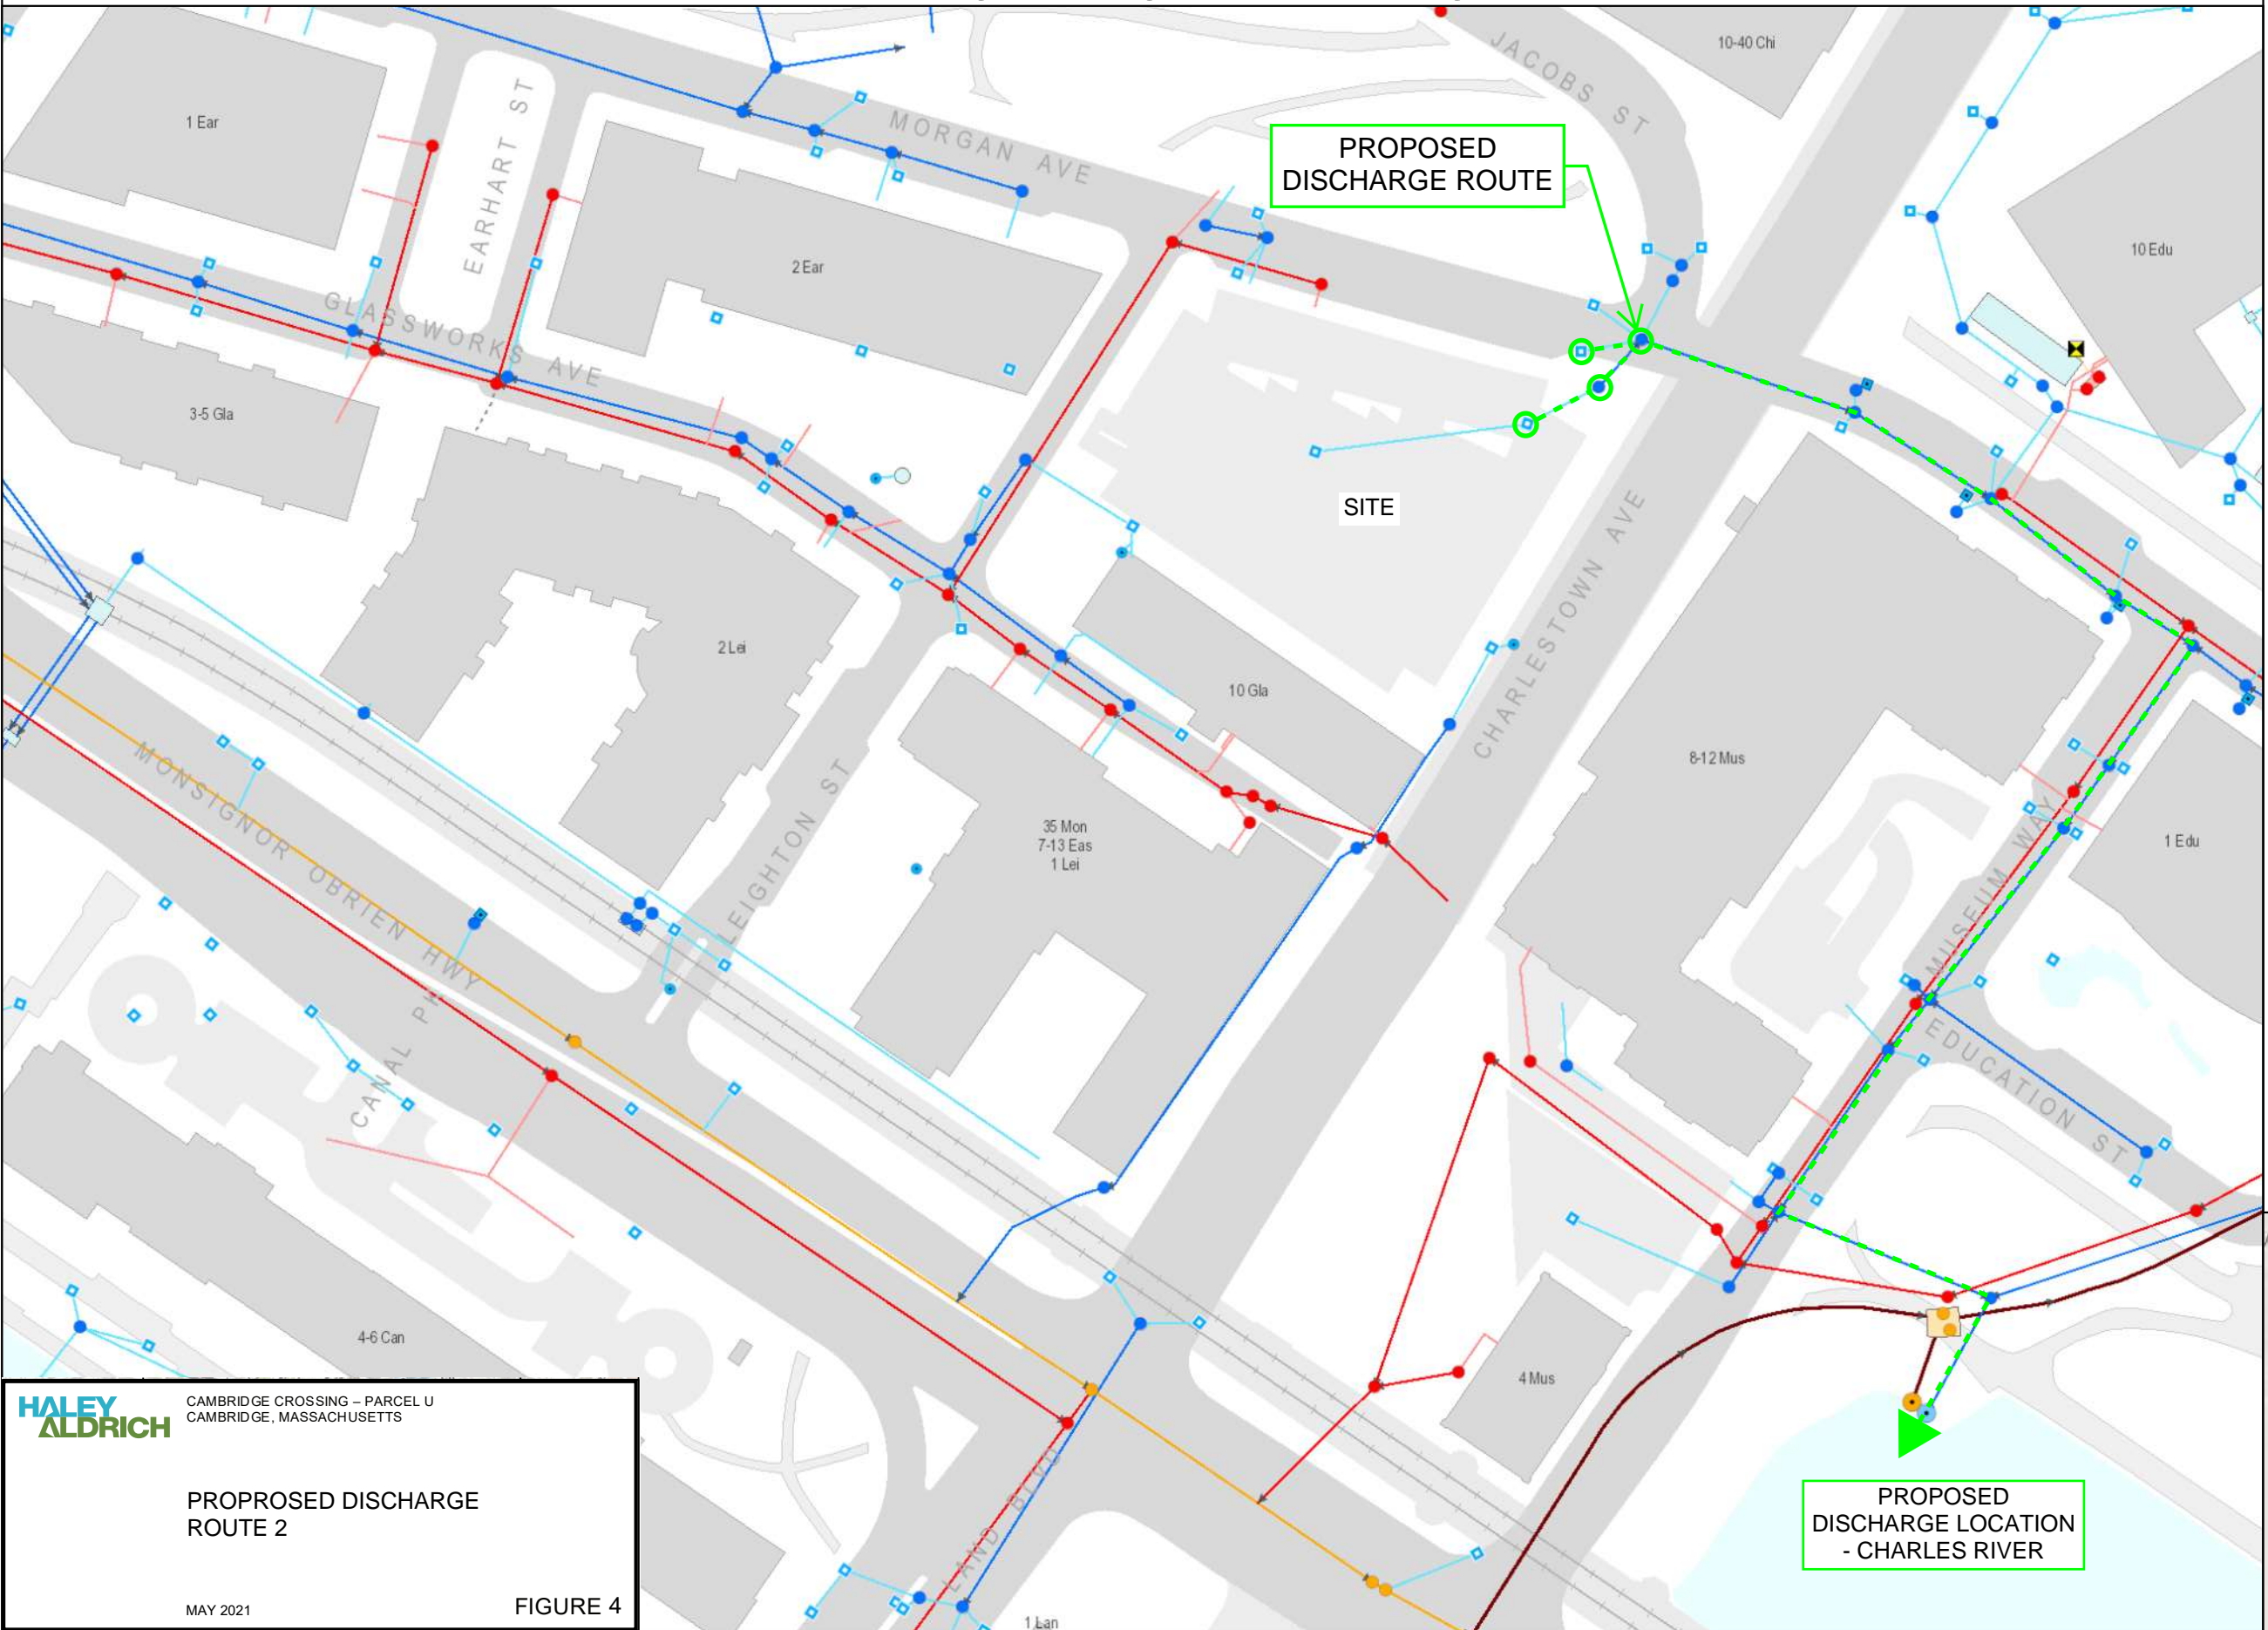 10-40 Chi
JACOBS ST
1 Ear
EARHART ST
MORGAN AVE
PROPOSED
DISCHARGE ROUTE
10 Edu
2 Ear
GLASSWORKS AVE
3-5 Gla
SITE
CHARLESTOWN AVE
2 Lei
10 Gla
8-12 Mus
MONSIGNOR OBRIEN HWY
LEIGHTON ST
35 Mon
7-13 Eas
1 Lei
MUSEUM WAY
1 Edu
CANAL PK
EDUCATION ST
4-6 Can
4 Mus
LAND BLVD
1 Lan
PROPOSED
DISCHARGE LOCATION
- CHARLES RIVER
HALEY
ALDRICH
CAMBRIDGE CROSSING – PARCEL U
CAMBRIDGE, MASSACHUSETTS
PROPROSED DISCHARGE
ROUTE 2
MAY 2021
FIGURE 4